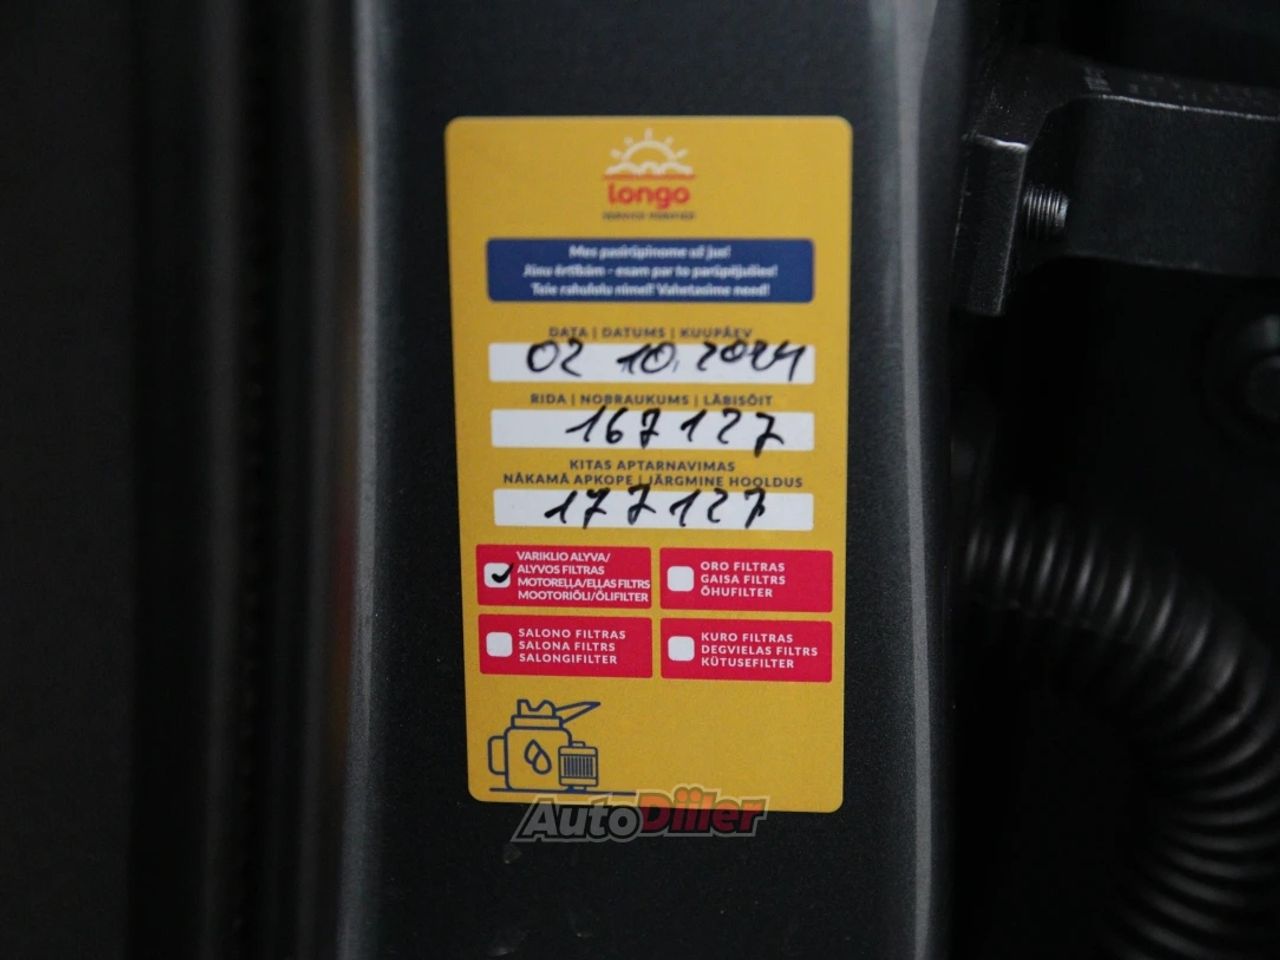 longo
Mes pasirūpinome už jus!
Jūsu ērtībām - esam par to parūpējušies!
Teie rahulolu nimel! Vahetasime need!
DATA | DATUMS | KUUPÄEV
02 10.2024
RIDA | NOBRAUKUMS | LÄBISÕIT
167127
KITAS APTARNAVIMAS
NĀKAMĀ APKOPE | JÄRGMINE HOOLDUS
177127
VARIKLIO ALYVA/
ALYVOS FILTRAS
MOTOREĻĻA/EĻĻAS FILTRS
MOOTORIÕLI/ÕLIFILTER
ORO FILTRAS
GAISA FILTRS
ÕHUFILTER
SALONO FILTRAS
SALONA FILTRS
SALONGIFILTER
KURO FILTRAS
DEGVIELAS FILTRS
KÜTUSEFILTER
AutoDiiler